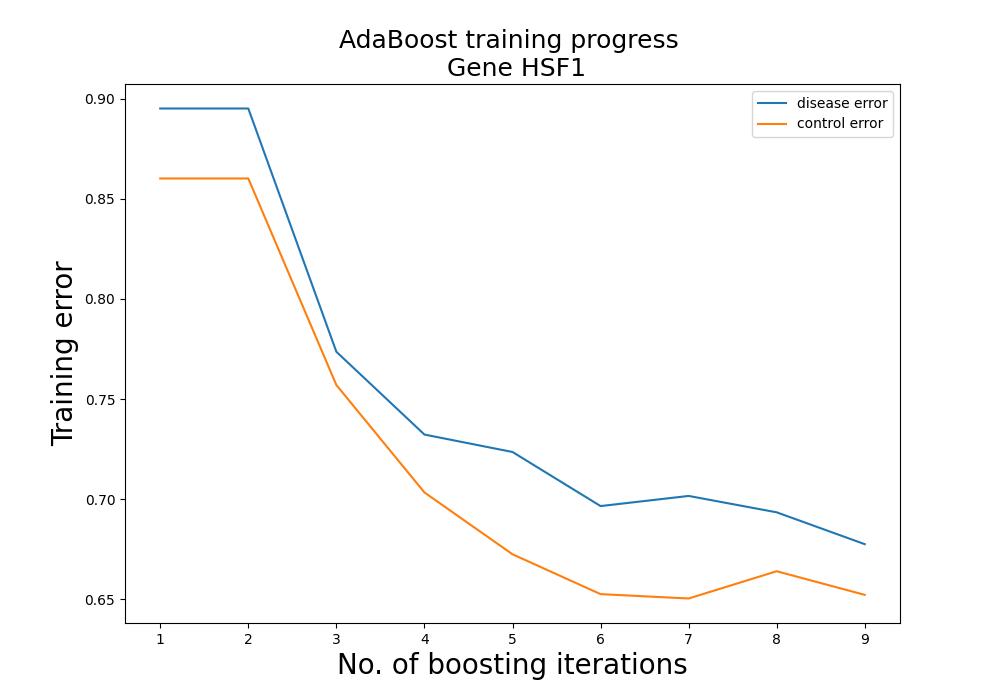 AdaBoost training progress
Gene HSF1
disease error
control error
Training error
0.90
0.85
0.80
0.75
0.70
0.65
1 2 3 4 5 6 7 8 9
No. of boosting iterations